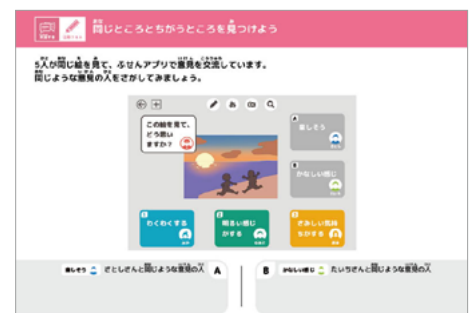 同じところとちがうところを見つけよう
5人が同じ絵を見て、ふせんアプリで意見を交流しています。
同じような意見の人をさがしてみましょう。
この絵を見て、
どう思い
ますか?
A
楽しそう
B
かなしい感じ
わくわくする
明るい感じ
がする
さみしい気持
ちがする
楽しそう さとしさんと同じような意見の人 A
B かなしい感じ たいちさんと同じような意見の人